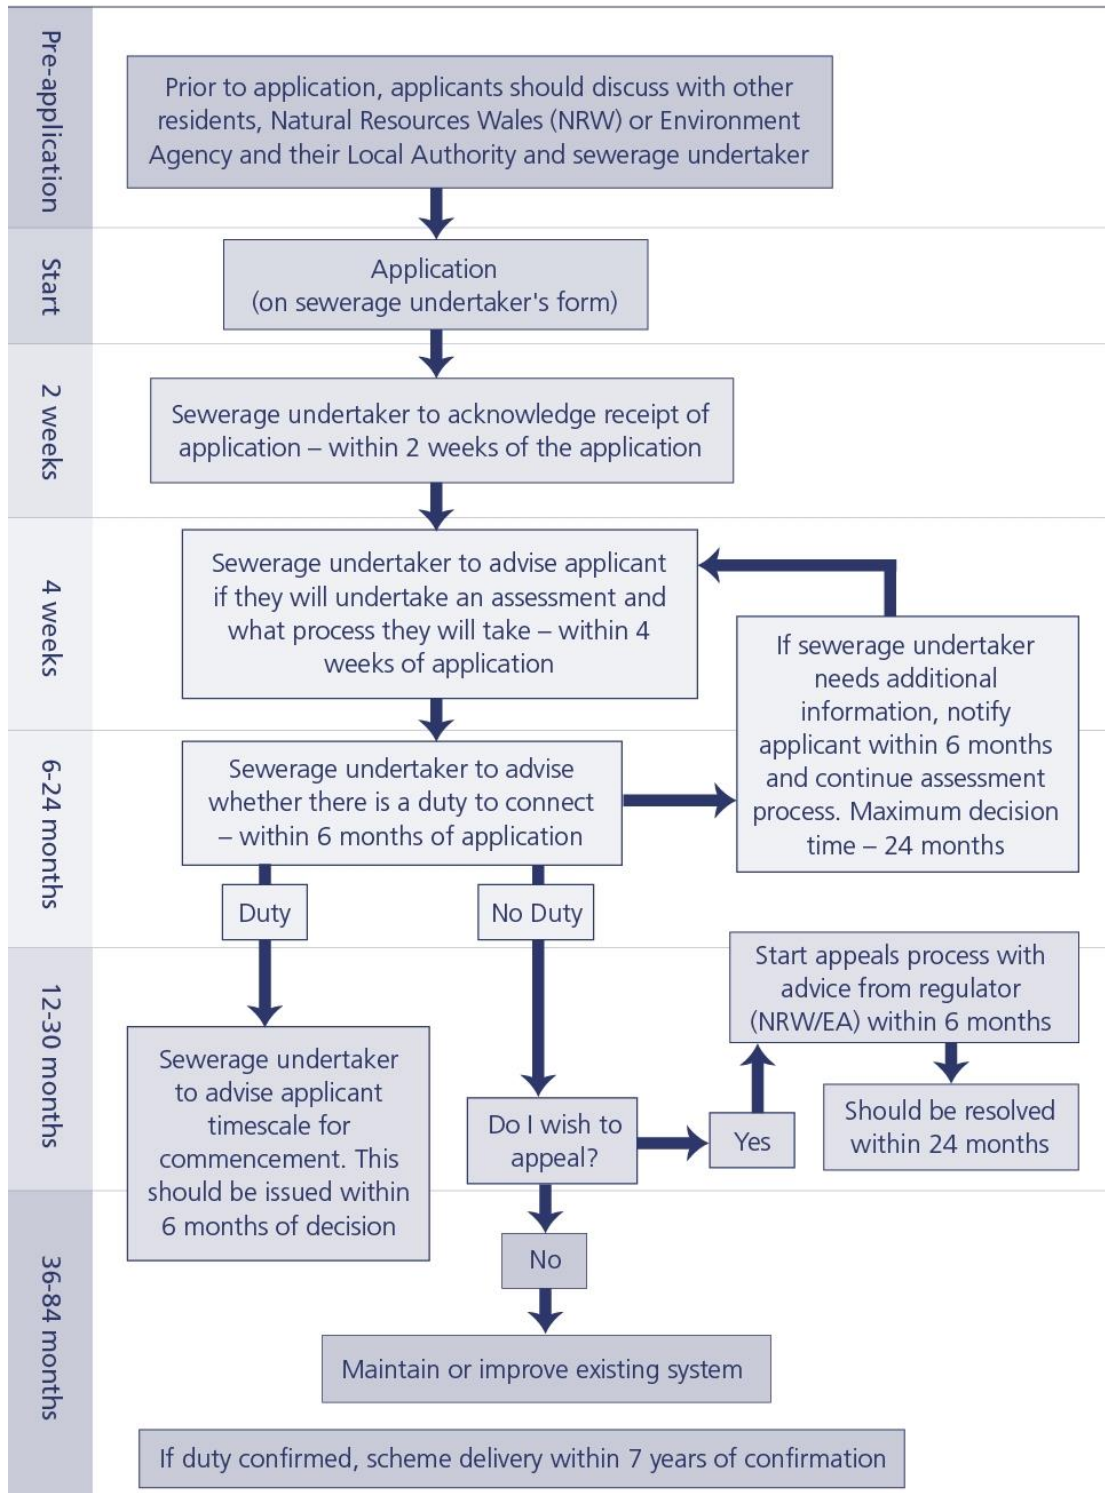 Pre-application
Prior to application, applicants should discuss with other
residents, Natural Resources Wales (NRW) or Environment
Agency and their Local Authority and sewerage undertaker
Start
Application
(on sewerage undertaker's form)
2 weeks
Sewerage undertaker to acknowledge receipt of
application – within 2 weeks of the application
4 weeks
Sewerage undertaker to advise applicant
if they will undertake an assessment and
what process they will take – within 4
weeks of application
If sewerage undertaker
needs additional
information, notify
applicant within 6 months
and continue assessment
process. Maximum decision
time – 24 months
6-24 months
Sewerage undertaker to advise
whether there is a duty to connect
– within 6 months of application
Duty
No Duty
12-30 months
Start appeals process with
advice from regulator
(NRW/EA) within 6 months
Sewerage undertaker
to advise applicant
timescale for
commencement. This
should be issued within
6 months of decision
Do I wish to
appeal?
Yes
Should be resolved
within 24 months
36-84 months
No
Maintain or improve existing system
If duty confirmed, scheme delivery within 7 years of confirmation